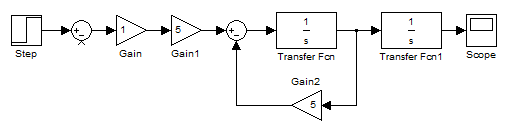 1
5
1
s
1
s
Step
Gain
Gain1
Transfer Fcn
Transfer Fcn1
Scope
Gain2
5